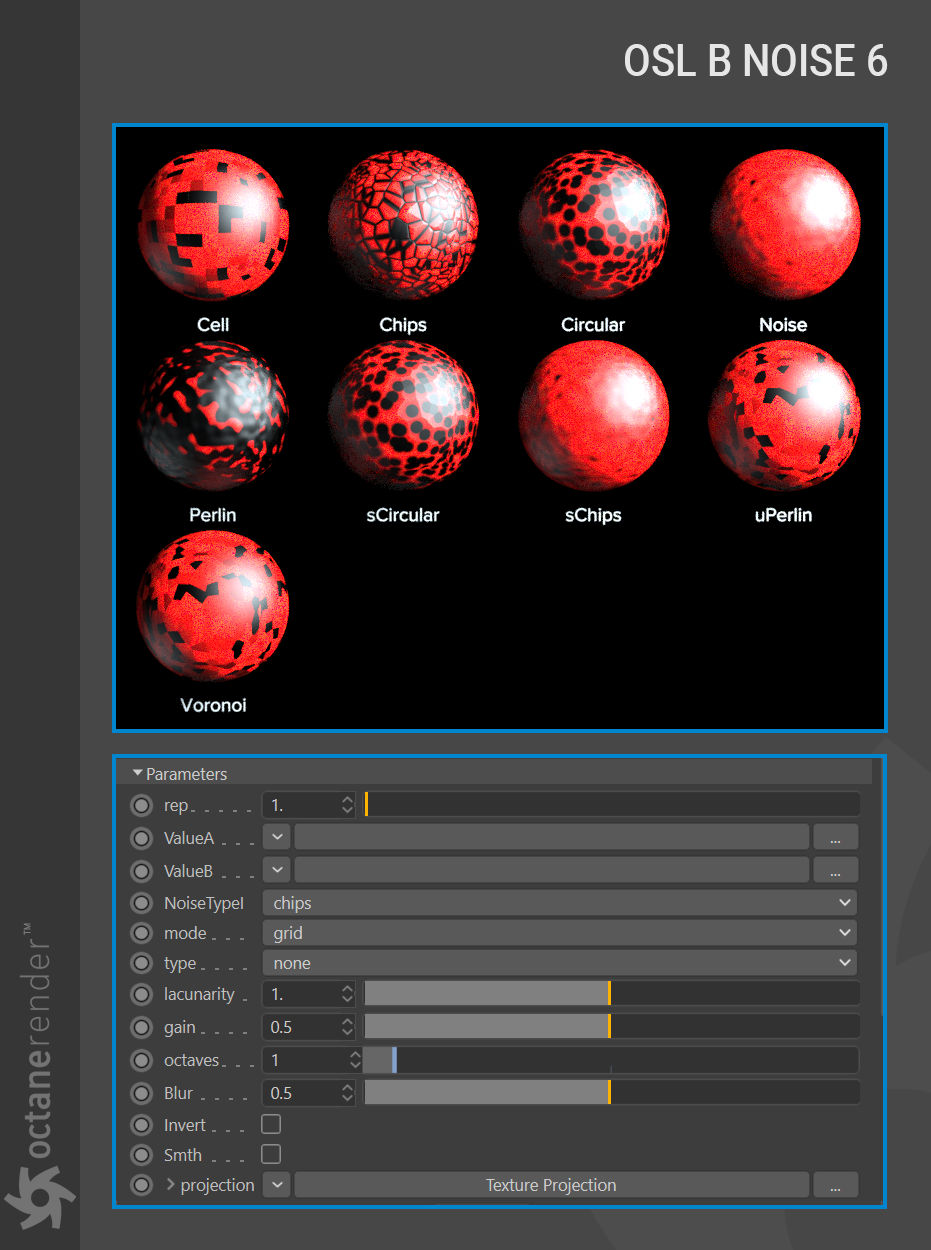 OSL B NOISE 6
Cell Chips Circular Noise
Perlin sCircular sChips uPerlin
Voronoi
Parameters
rep. . . . . 1.
ValueA . . . ...
ValueB . . . ...
NoiseTypeI chips
mode . . . grid
type . . . . none
lacunarity . 1.
gain . . . . 0.5
octaves. . . 1
Blur . . . . 0.5
Invert . . .
Smth . . .
projection Texture Projection ...
octanerender™